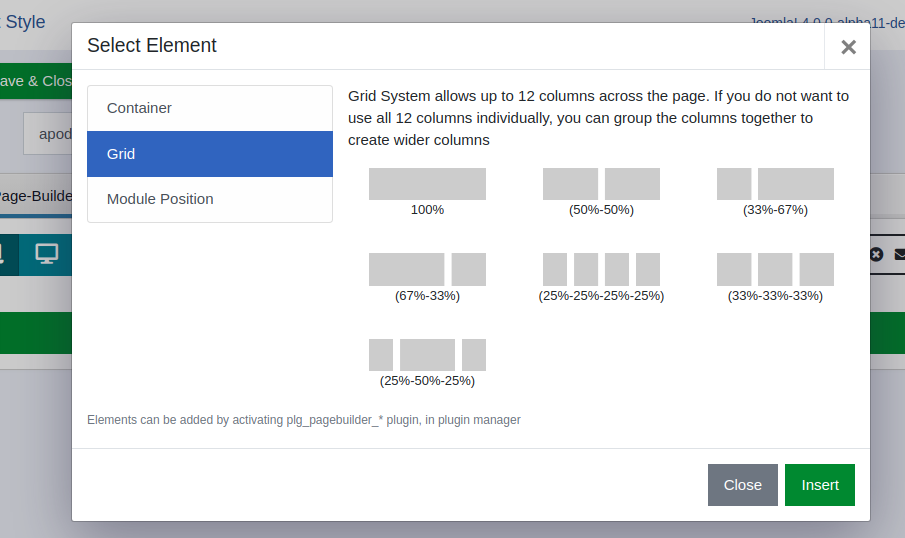 Style
Joomla! 4.0.0-alpha11-de
Select Element
×
ave & Clos
apod
Page-Builde
Container
Grid
Module Position
Grid System allows up to 12 columns across the page. If you do not want to
use all 12 columns individually, you can group the columns together to
create wider columns
100%
(50%-50%)
(33%-67%)
(67%-33%)
(25%-25%-25%-25%)
(33%-33%-33%)
(25%-50%-25%)
Elements can be added by activating plg_pagebuilder_* plugin, in plugin manager
Close
Insert